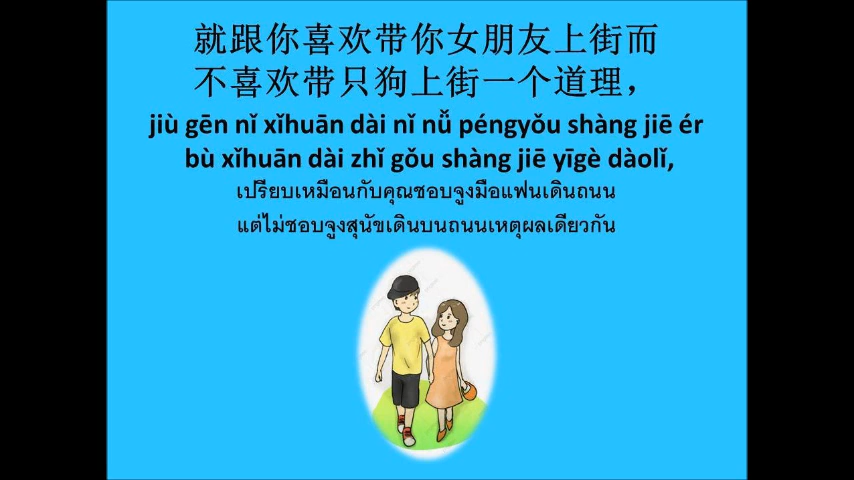 就跟你喜欢带你女朋友上街而
不喜欢带只狗上街一个道理，
jiù gēn nǐ xǐhuān dài nǐ nǚ péngyǒu shàng jiē ér
bù xǐhuān dài zhǐ gǒu shàng jiē yīgè dàolǐ,
เปรียบเหมือนกับคุณชอบจูงมือแฟนเดินถนน
แต่ไม่ชอบจูงสุนัขเดินบนถนนเหตุผลเดียวกัน